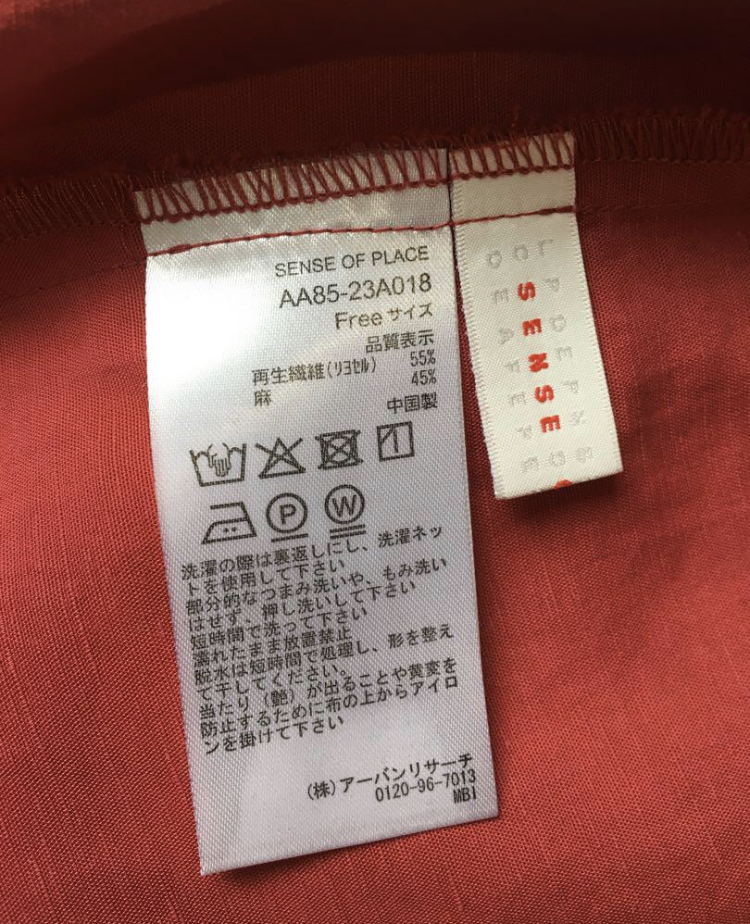 SENSE OF PLACE
AA85-23A018
Free サイズ
品質表示
再生繊維(リヨセル) 55%
麻 45%
中国製
P
W
洗濯の際は裏返しにし、洗濯ネッ
トを使用して下さい
部分的なつまみ洗いや、もみ洗い
はせず、押し洗いして下さい
短時間で洗って下さい
濡れたまま放置禁止
脱水は短時間で処理し、形を整え
て干してください。
当たり(艶)が出ることや黄変を
防止するために布の上からアイロ
ンを掛けて下さい
(株)アーバンリサーチ
0120-96-7013
MBI
SENSE